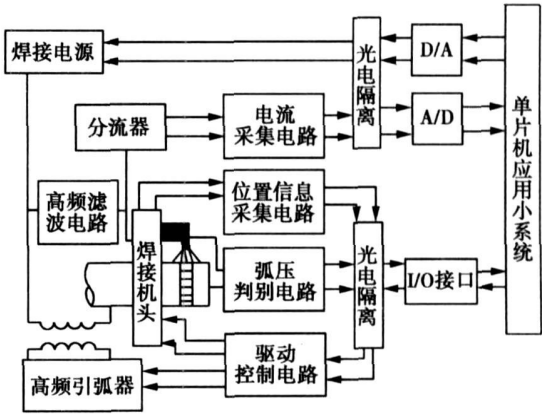 焊接电源
光电隔离
D/A
分流器
电流
采集电路
A/D
单片机应用小系统
高频滤
波电路
焊接机头
位置信息
采集电路
弧压
判别电路
光电隔离
I/O接口
驱动
控制电路
高频引弧器